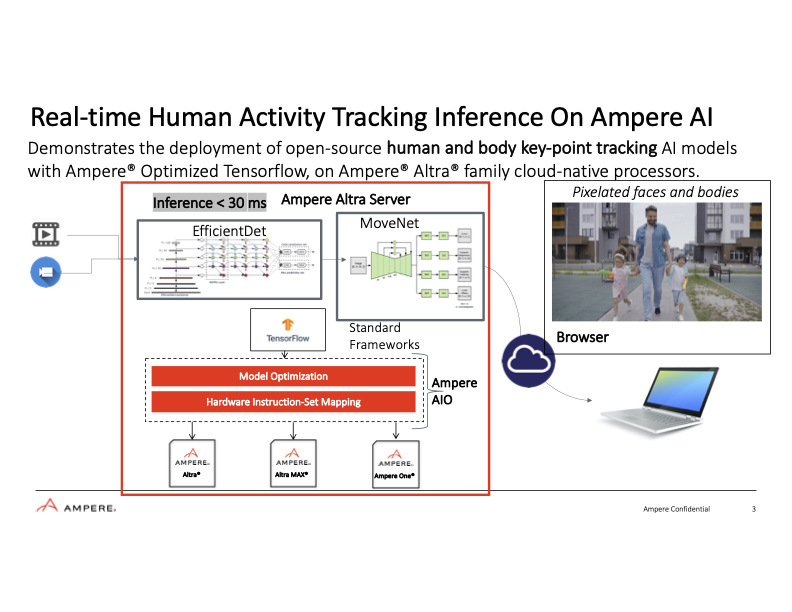 Real-time Human Activity Tracking Inference On Ampere AI
Demonstrates the deployment of open-source human and body key-point tracking AI models
with Ampere® Optimized Tensorflow, on Ampere® Altra® family cloud-native processors.
Inference < 30 ms
Ampere Altra Server
Pixelated faces and bodies
EfficientDet
MoveNet
TensorFlow
Standard
Frameworks
Browser
Model Optimization
Hardware Instruction-Set Mapping
Ampere
AIO
AMPERE.
Altra®
AMPERE.
Altra MAX®
AMPERE.
Ampere One®
AMPERE.
Ampere Confidential
3